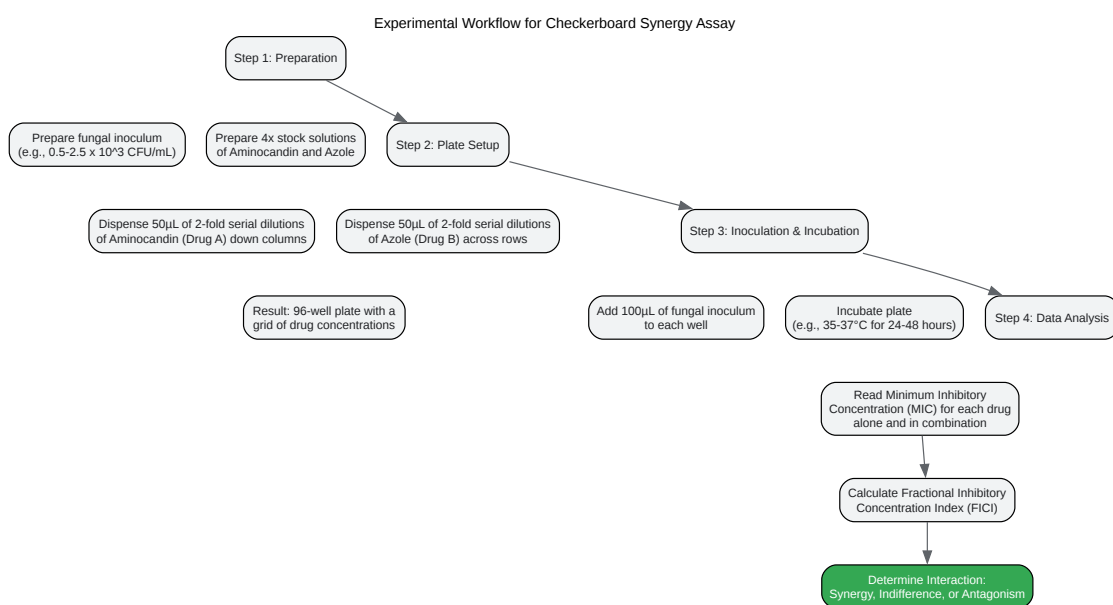 Experimental Workflow for Checkerboard Synergy Assay
Step 1: Preparation
Prepare fungal inoculum
(e.g., 0.5-2.5 x 10^3 CFU/mL)
Prepare 4x stock solutions
of Aminocandin and Azole
Step 2: Plate Setup
Dispense 50µL of 2-fold serial dilutions
of Aminocandin (Drug A) down columns
Dispense 50µL of 2-fold serial dilutions
of Azole (Drug B) across rows
Step 3: Inoculation & Incubation
Result: 96-well plate with a
grid of drug concentrations
Add 100µL of fungal inoculum
to each well
Incubate plate
(e.g., 35-37°C for 24-48 hours)
Step 4: Data Analysis
Read Minimum Inhibitory
Concentration (MIC) for each drug
alone and in combination
Calculate Fractional Inhibitory
Concentration Index (FICI)
Determine Interaction:
Synergy, Indifference, or Antagonism